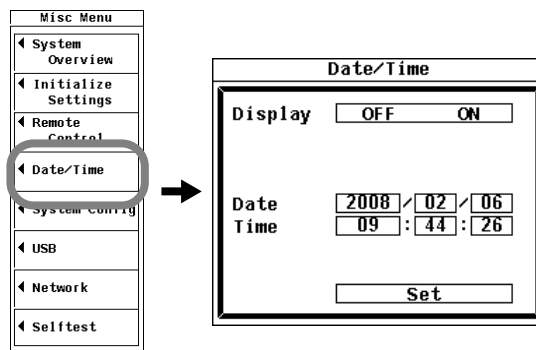 Misc Menu
System
Overview
Initialize
Settings
Remote
Control
Date/Time
System Config
USB
Network
Selftest
Date/Time
Display OFF ON
Date 2008 / 02 / 06
Time 09 : 44 : 26
Set